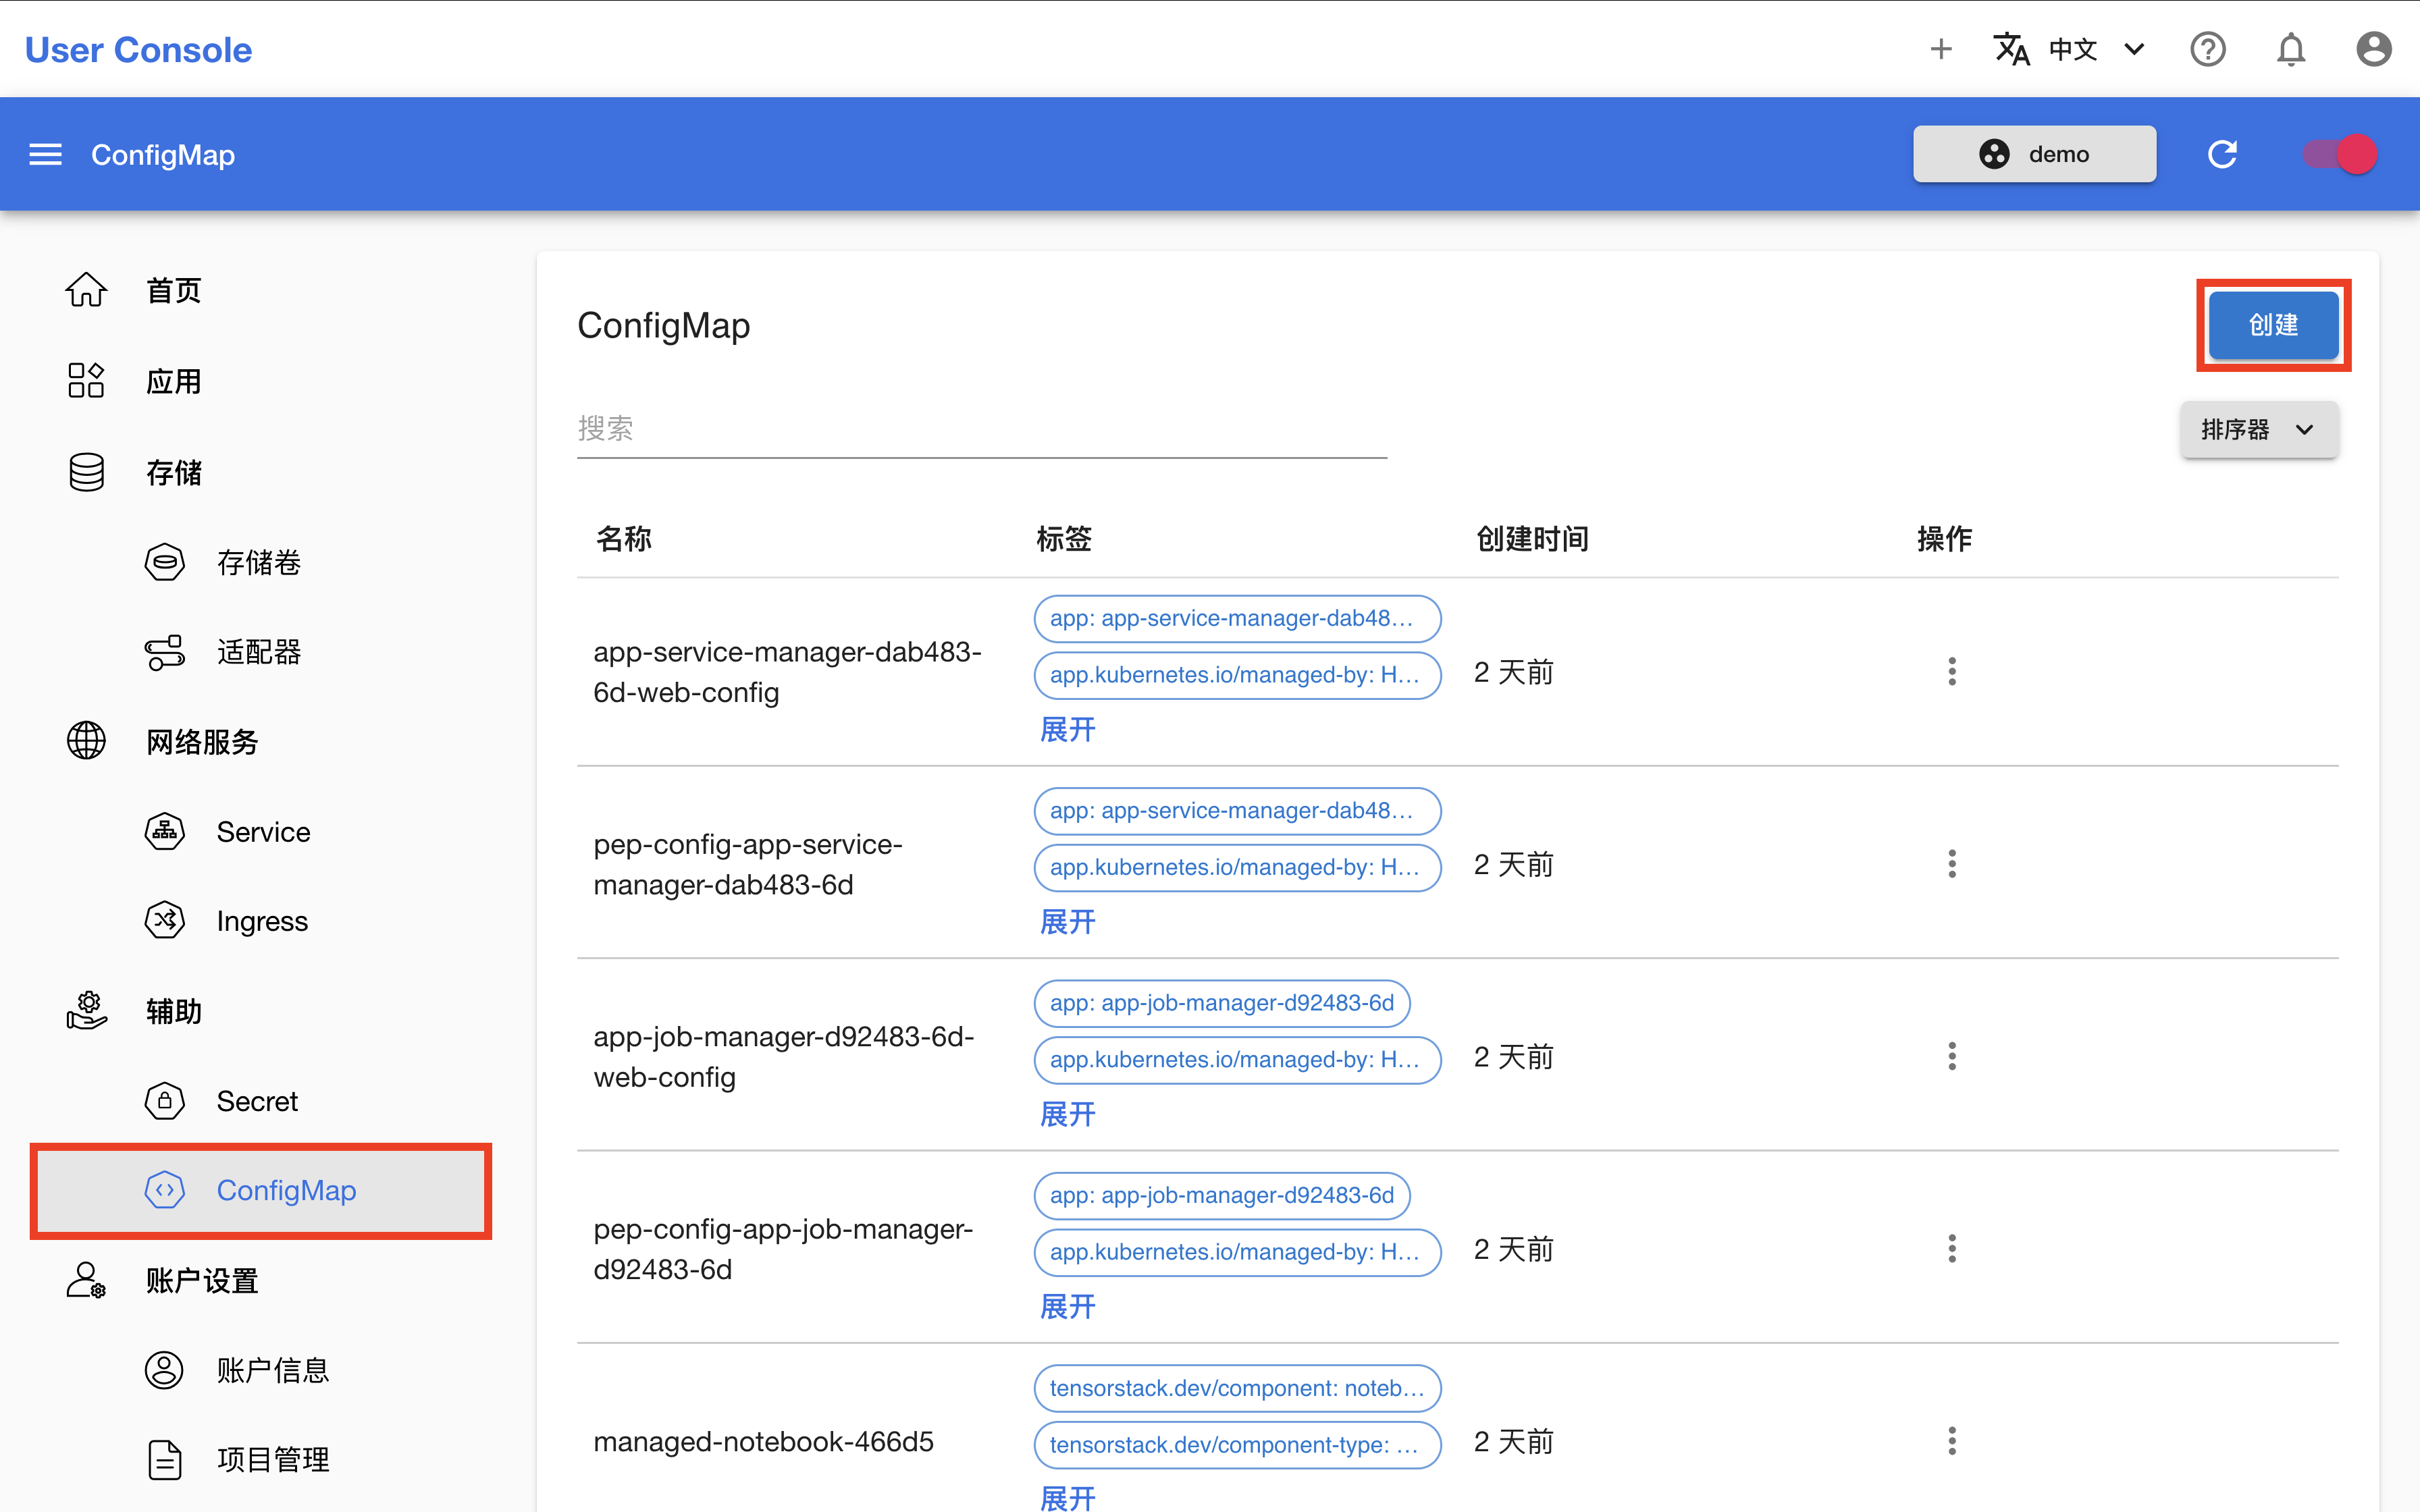 User Console
中文
ConfigMap
demo
首页
应用
存储
存储卷
适配器
网络服务
Service
Ingress
辅助
Secret
ConfigMap
账户设置
账户信息
项目管理
ConfigMap
创建
搜索
排序器
名称 标签 创建时间 操作
app-service-manager-dab483-
6d-web-config
app: app-service-manager-dab48…
app.kubernetes.io/managed-by: H…
展开
2 天前
pep-config-app-service-
manager-dab483-6d
app: app-service-manager-dab48…
app.kubernetes.io/managed-by: H…
展开
2 天前
app-job-manager-d92483-6d-
web-config
app: app-job-manager-d92483-6d
app.kubernetes.io/managed-by: H…
展开
2 天前
pep-config-app-job-manager-
d92483-6d
app: app-job-manager-d92483-6d
app.kubernetes.io/managed-by: H…
展开
2 天前
managed-notebook-466d5
tensorstack.dev/component: noteb…
tensorstack.dev/component-type: …
展开
2 天前